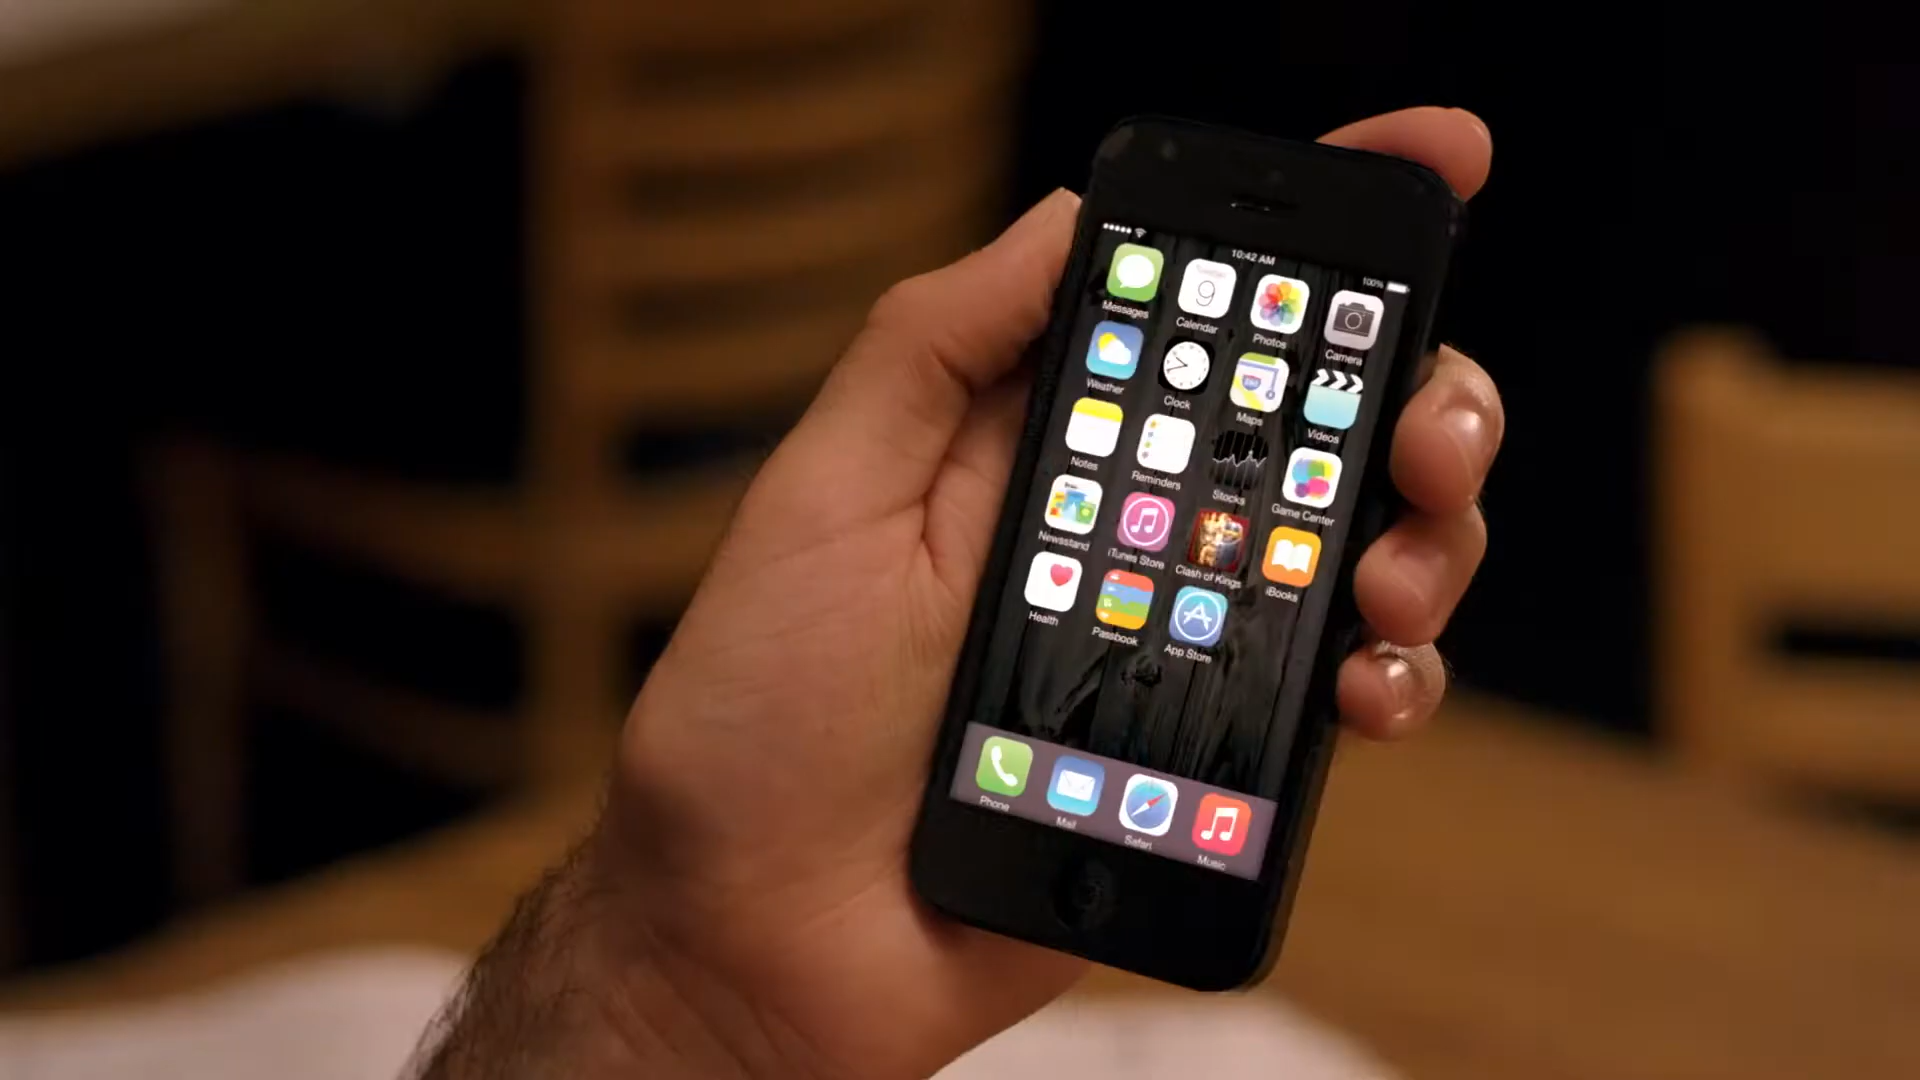 10:42 AM
100%
Tuesday
9
Messages
Calendar
Photos
Camera
Weather
Clock
Maps
Videos
Notes
Reminders
Stocks
Game Center
Newsstand
iTunes Store
Clash of Kings
iBooks
Health
Passbook
App Store
Phone
Mail
Safari
Music